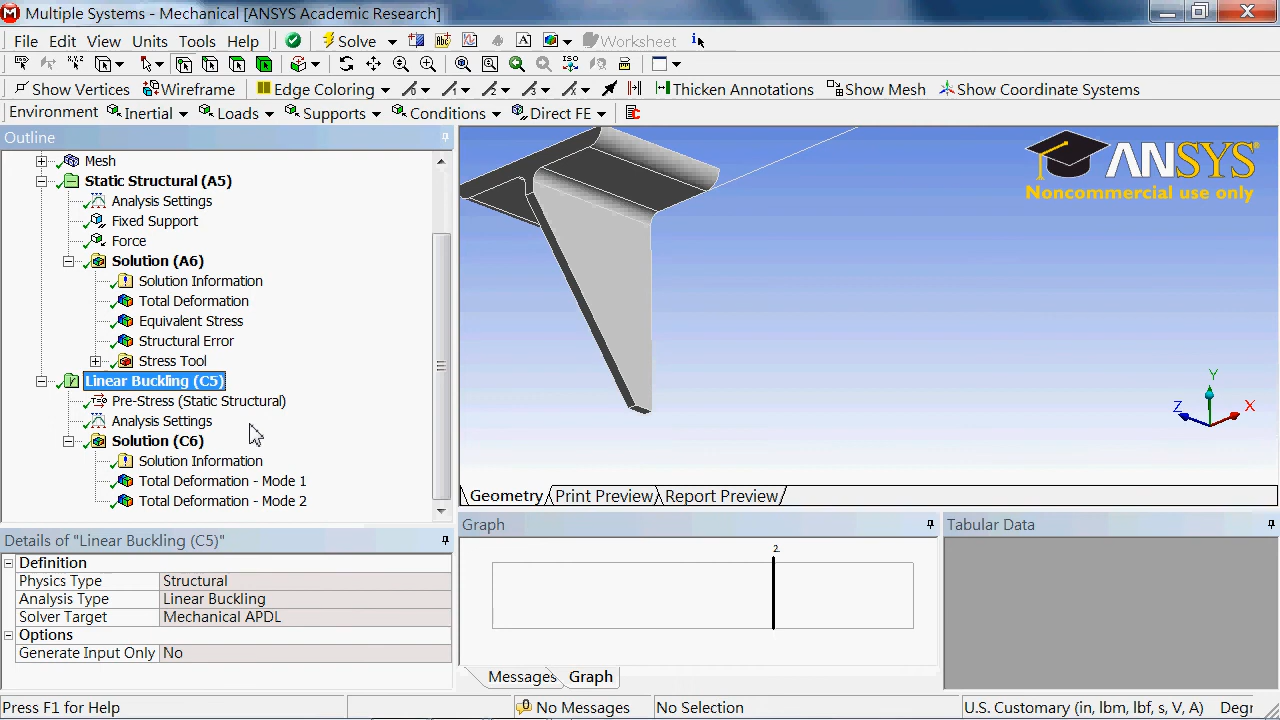 Multiple Systems - Mechanical [ANSYS Academic Research]
File Edit View Units Tools Help Solve Worksheet
Show Vertices Wireframe Edge Coloring Thicken Annotations Show Mesh Show Coordinate Systems
Environment Inertial Loads Supports Conditions Direct FE
Outline
Mesh
Static Structural (A5)
Analysis Settings
Fixed Support
Force
Solution (A6)
Solution Information
Total Deformation
Equivalent Stress
Structural Error
Stress Tool
Linear Buckling (C5)
Pre-Stress (Static Structural)
Analysis Settings
Solution (C6)
Solution Information
Total Deformation - Mode 1
Total Deformation - Mode 2
ANSYS
Noncommercial use only
Y
Z
X
Geometry Print Preview Report Preview
Details of "Linear Buckling (C5)"
Definition
Physics Type Structural
Analysis Type Linear Buckling
Solver Target Mechanical APDL
Options
Generate Input Only No
Graph
2.
Messages Graph
Tabular Data
Press F1 for Help
0 No Messages
No Selection
U.S. Customary (in, lbm, lbf, s, V, A) Degr